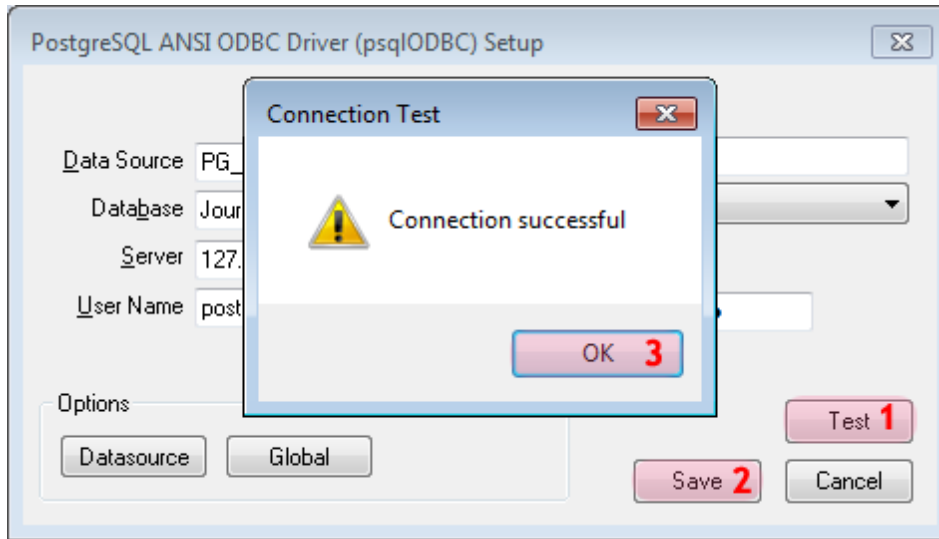 PostgreSQL ANSI ODBC Driver (psqlODBC) Setup
Connection Test
Data Source PG_
Database Jour
Connection successful
Server 127.
User Name post
OK 3
Options
Test 1
Datasource Global
Save 2 Cancel